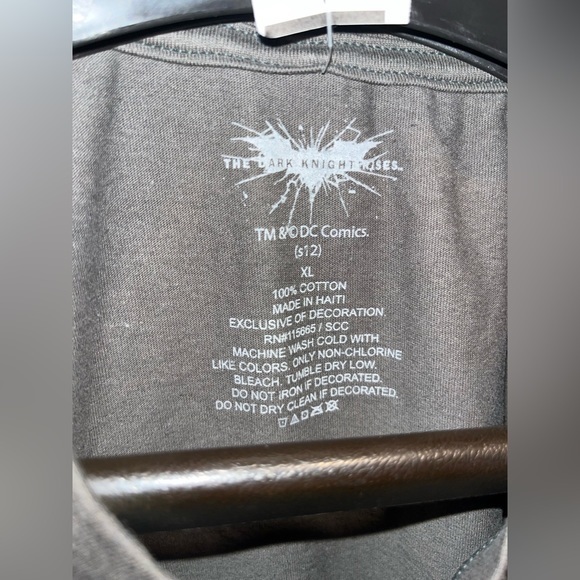 THE DARK KNIGHT RISES™
TM & © DC Comics.
(s12)
XL
100% COTTON
MADE IN HAITI
EXCLUSIVE OF DECORATION.
RN#115665 / SCC
MACHINE WASH COLD WITH
LIKE COLORS. ONLY NON-CHLORINE
BLEACH. TUMBLE DRY LOW.
DO NOT IRON IF DECORATED.
DO NOT DRY CLEAN IF DECORATED.